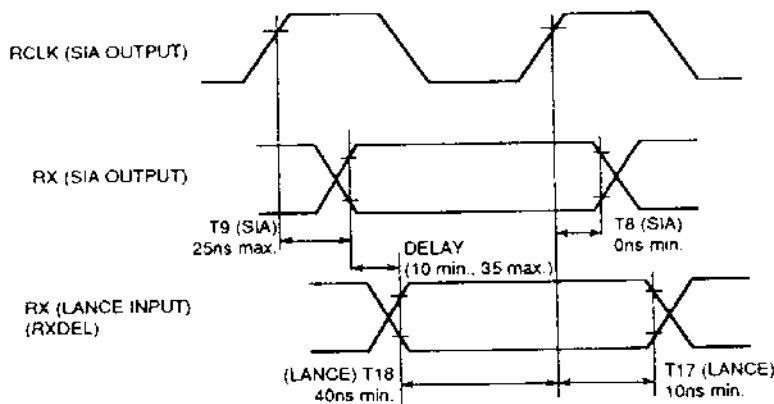 RCLK (SIA OUTPUT)
RX (SIA OUTPUT)
T9 (SIA)
25ns max.
T8 (SIA)
0ns min.
DELAY
(10 min., 35 max.)
RX (LANCE INPUT)
(RXDEL)
(LANCE) T18
40ns min.
T17 (LANCE)
10ns min.